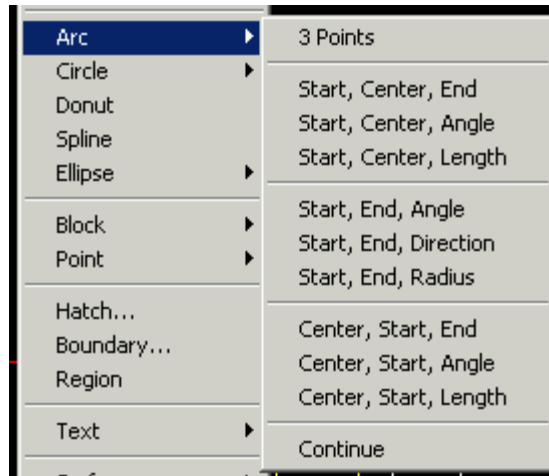 Arc
Circle
Donut
Spline
Ellipse
Block
Point
Hatch...
Boundary...
Region
Text
3 Points
Start, Center, End
Start, Center, Angle
Start, Center, Length
Start, End, Angle
Start, End, Direction
Start, End, Radius
Center, Start, End
Center, Start, Angle
Center, Start, Length
Continue